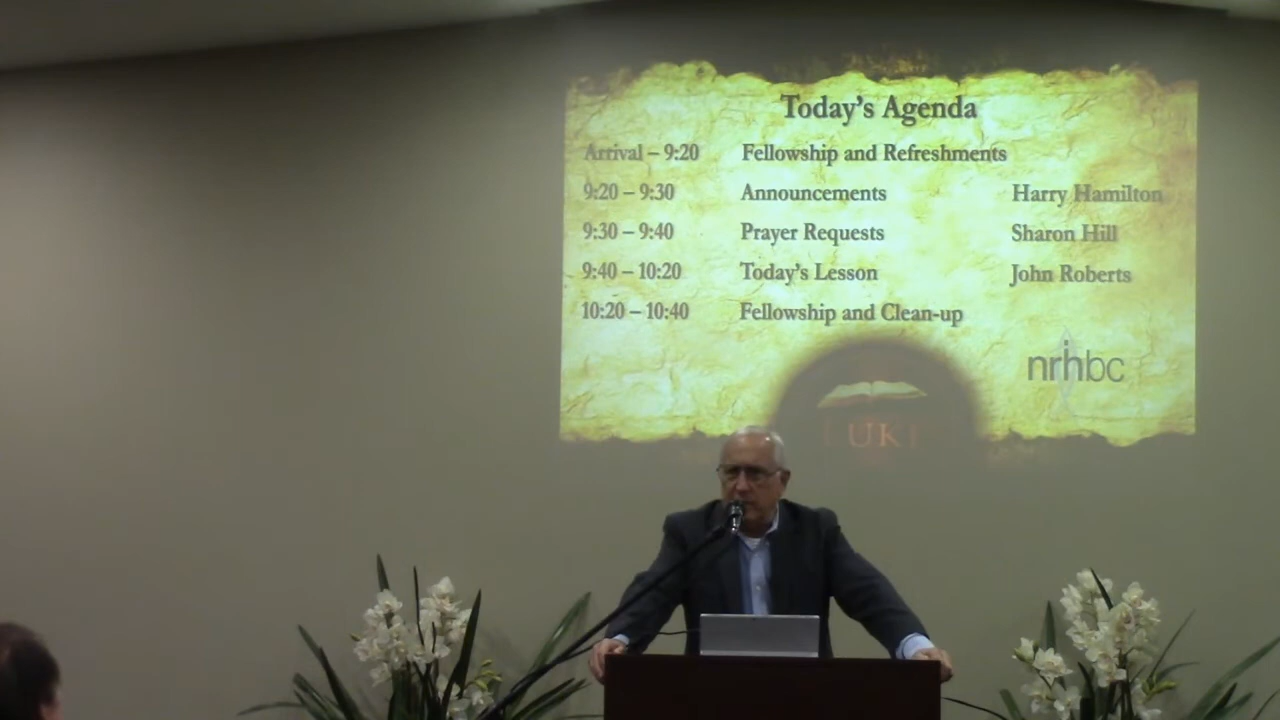 Today's Agenda
Arrival – 9:20 Fellowship and Refreshments
9:20 – 9:30 Announcements Harry Hamilton
9:30 – 9:40 Prayer Requests Sharon Hill
9:40 – 10:20 Today's Lesson John Roberts
10:20 – 10:40 Fellowship and Clean-up
nrhbc